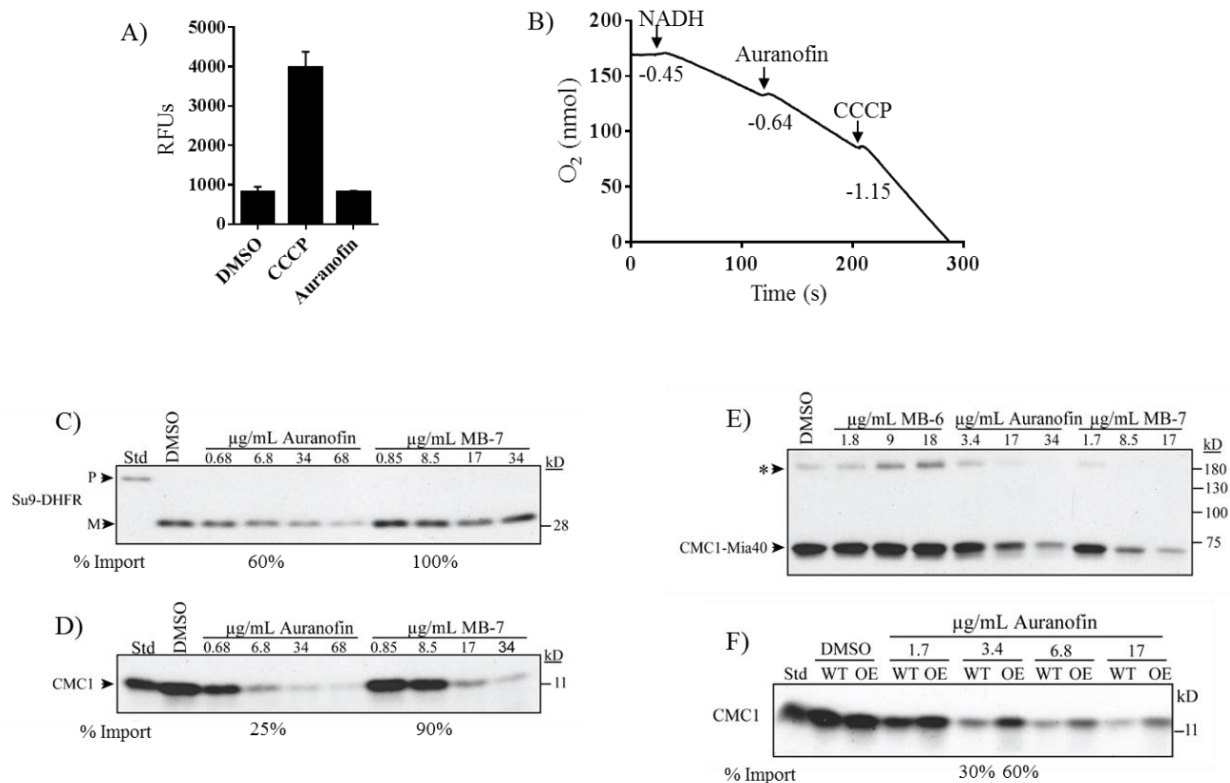 A)
5000
4000
3000
2000
1000
0
RFUs
DMSO
CCCP
Auranofin
B)
NADH
Auranofin
CCCP
-0.45
-0.64
-1.15
200
150
100
50
0
O₂ (nmol)
0 100 200 300
Time (s)
C)
Std DMSO µg/mL Auranofin µg/mL MB-7
0.68 6.8 34 68 0.85 8.5 17 34 kD
P
Su9-DHFR
M 28
% Import 60% 100%
D)
Std DMSO µg/mL Auranofin µg/mL MB-7
0.68 6.8 34 68 0.85 8.5 17 34 kD
CMC1 11
% Import 25% 90%
E)
DMSO µg/mL MB-6 µg/mL Auranofin µg/mL MB-7
1.8 9 18 3.4 17 34 1.7 8.5 17 kD
* 180
130
100
CMC1-Mia40 75
F)
µg/mL Auranofin
DMSO 1.7 3.4 6.8 17
Std WT OE WT OE WT OE WT OE WT OE kD
CMC1 11
% Import 30% 60%